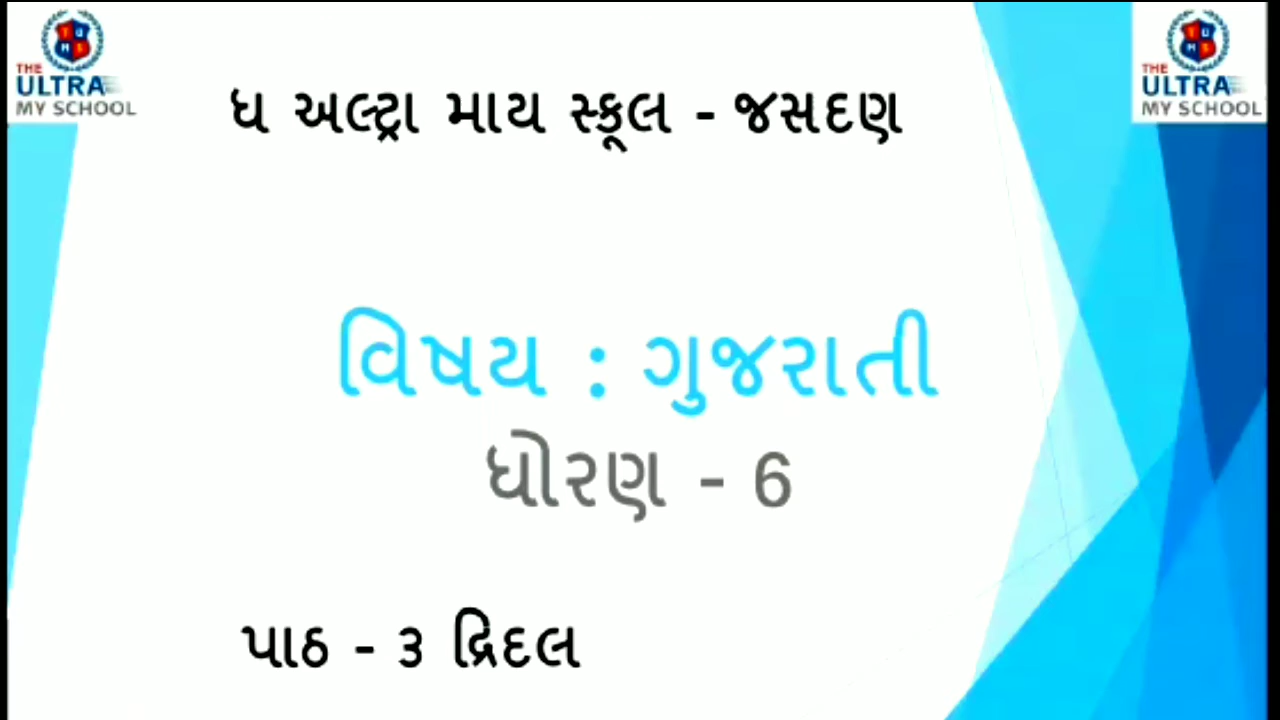 THE
ULTRA
MY SCHOOL
THE
ULTRA
MY SCHOOL
ધ અલ્ટ્રા માય સ્કૂલ - જસદણ
વિષય : ગુજરાતી
ધોરણ - 6
પાઠ - ૩ દ્રિદલ